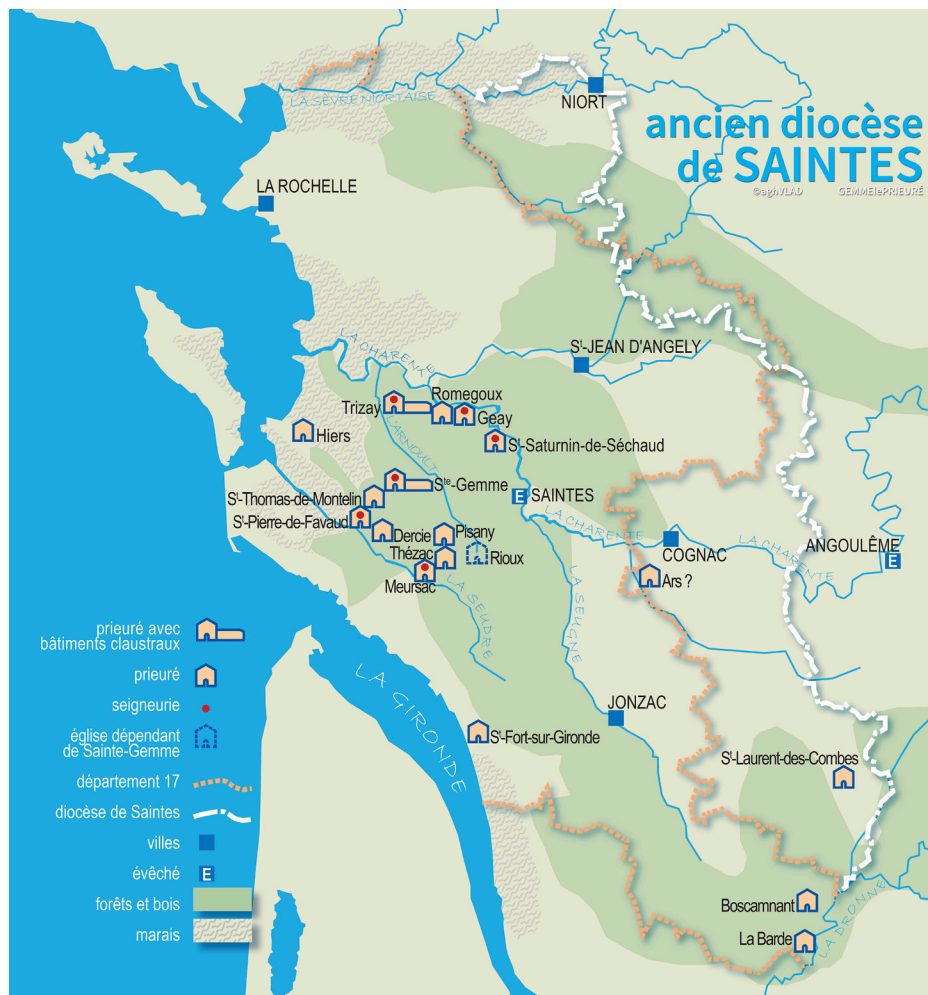 LA SÈVRE NIORTAISE
NIORT
ancien diocèse
de SAINTES
©aghVLAD GEMMElePRIEURÉ
LA ROCHELLE
LA CHARENTE
Sᵗ-JEAN D'ANGELY
Romegoux
Trizay
Geay
Hiers
L'ARNOULT
Sᵗ-Saturnin-de-Séchaud
Sᵗᵉ-Gemme
Sᵗ-Thomas-de-Montelin
SAINTES
Sᵗ-Pierre-de-Favaud
LA CHARENTE
Dercie
Pisany
Thézac
Rioux
COGNAC
LA CHARENTE
ANGOULÊME
E
E
Meursac
LA SEUDRE
LA SEUGNE
Ars ?
prieuré avec
bâtiments claustraux
prieuré
seigneurie
église dépendant
de Sainte-Gemme
département 17
diocèse de Saintes
villes
évêché
E
forêts et bois
marais
LA GIRONDE
JONZAC
Sᵗ-Fort-sur-Gironde
Sᵗ-Laurent-des-Combes
Boscamnant
La Barde
LA DRONNE